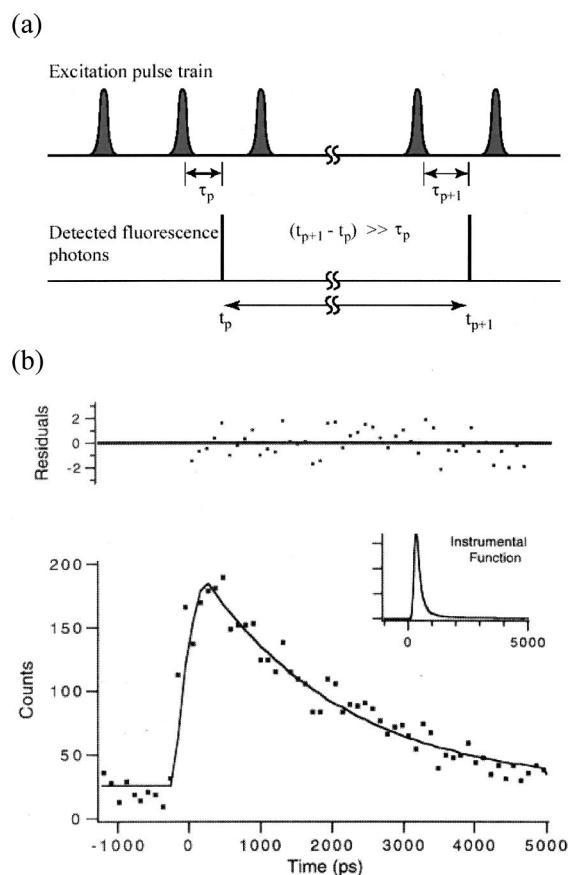 (a)
Excitation pulse train
τp
τp+1
Detected fluorescence
photons
(tp+1 - tp) >> τp
tp
tp+1
(b)
Residuals
2
0
-2
Instrumental
Function
0
5000
Counts
200
150
100
50
0
-1000
0
1000
2000
3000
4000
5000
Time (ps)